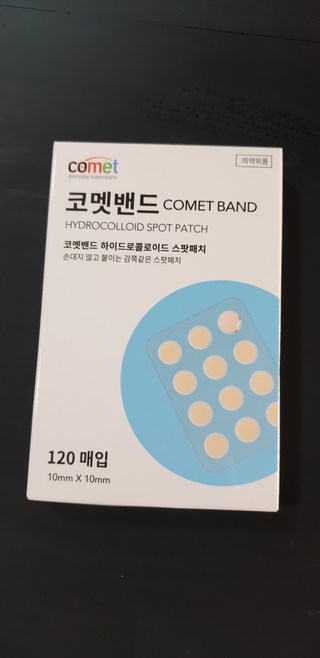 comet
everyday superstars
의약외품
코멧밴드 COMET BAND
HYDROCOLLOID SPOT PATCH
코멧밴드 하이드로콜로이드 스팟패치
손대지 않고 붙이는 감쪽같은 스팟패치
120 매입
10mm X 10mm